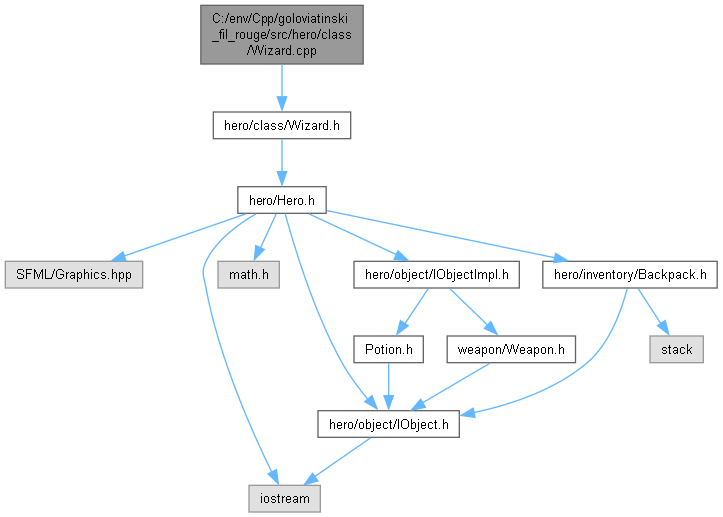 C:/env/Cpp/goloviatinski
_fil_rouge/src/hero/class
/Wizard.cpp
hero/class/Wizard.h
hero/Hero.h
SFML/Graphics.hpp
math.h
hero/object/IObjectImpl.h
hero/inventory/Backpack.h
Potion.h
weapon/Weapon.h
stack
hero/object/IObject.h
iostream